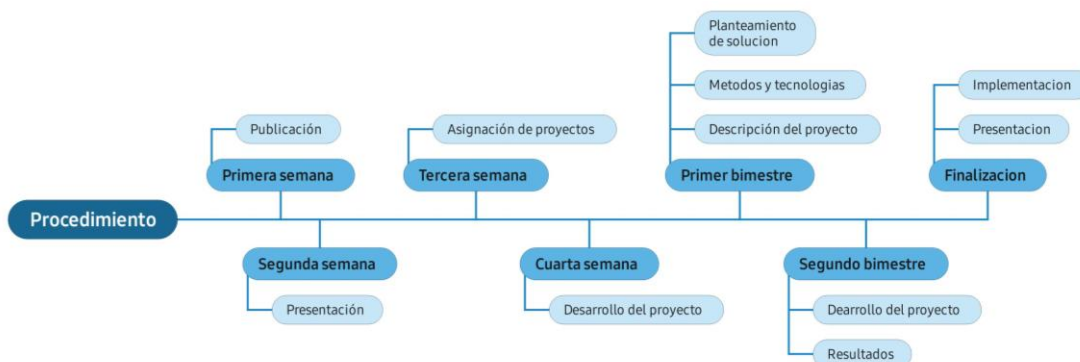 Planteamiento
de solucion
Metodos y tecnologias
Implementacion
Publicación
Asignación de proyectos
Descripción del proyecto
Presentacion
Primera semana
Tercera semana
Primer bimestre
Finalizacion
Procedimiento
Segunda semana
Cuarta semana
Segundo bimestre
Presentación
Desarrollo del proyecto
Dearrollo del proyecto
Resultados